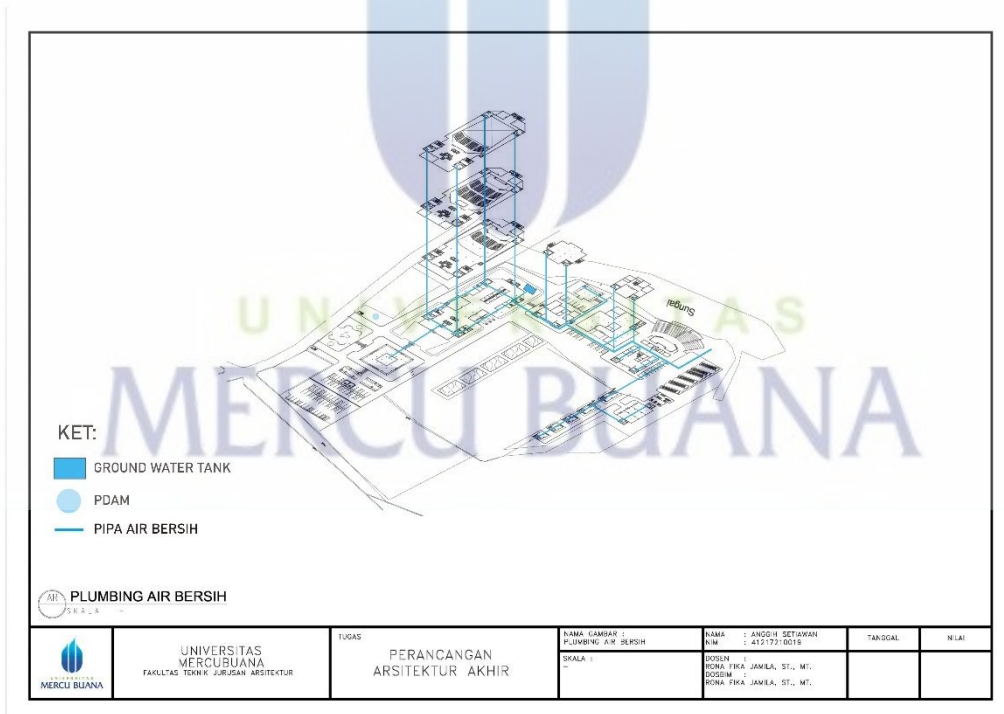 Sungai
UNIVERSITAS
MERCU BUANA
KET:
GROUND WATER TANK
PDAM
PIPA AIR BERSIH
AR
PLUMBING AIR BERSIH
SKALA -
UNIVERSITAS
MERCU BUANA
UNIVERSITAS
MERCUBUANA
FAKULTAS TEKNIK JURUSAN ARSITEKTUR
TUGAS
PERANCANGAN
ARSITEKTUR AKHIR
NAMA GAMBAR :
PLUMBING AIR BERSIH
SKALA :
-
NAMA : ANGGIH SETIAWAN
NIM : 41217210019
DOSEN :
RONA FIKA JAMILA, ST., MT.
DOSBIM :
RONA FIKA JAMILA, ST., MT.
TANGGAL
NILAI